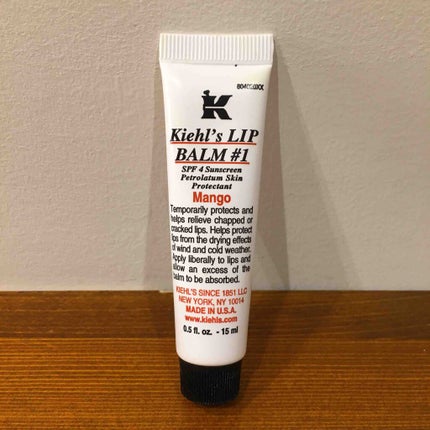 K
Kiehl's LIP
BALM #1
SPF 4 Sunscreen
Petrolatum Skin
Protectant
Mango
Temporarily protects and
helps relieve chapped or
cracked lips. Helps protect
lips from the drying effects
of wind and cold weather.
Apply liberally to lips and
allow an excess of the
balm to be absorbed.
KIEHL'S SINCE 1851 LLC
NEW YORK, NY 10014
MADE IN U.S.A.
www.kiehls.com
0.5 fl. oz. - 15 ml